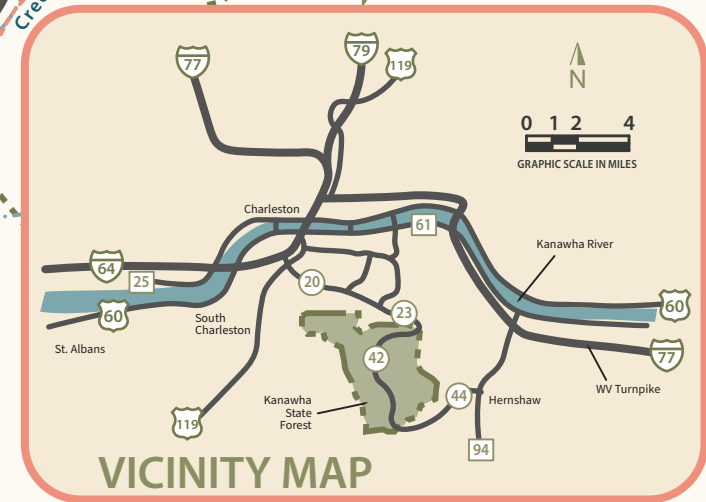 Cree
77
79
119
N
0 1 2 4
GRAPHIC SCALE IN MILES
Charleston
61
Kanawha River
64
25
20
60
60
South
Charleston
23
St. Albans
42
77
WV Turnpike
Kanawha
State
Forest
44
Hernshaw
119
94
VICINITY MAP